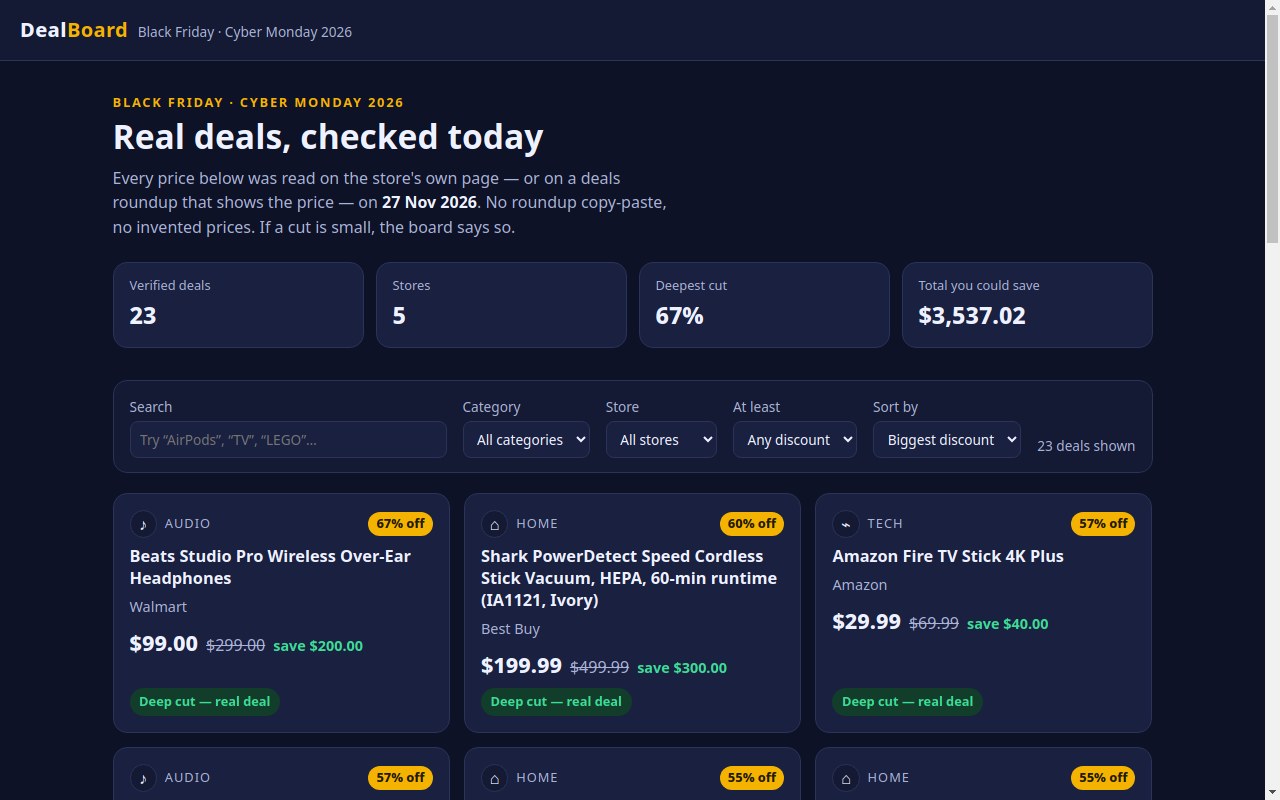 DealBoard Black Friday · Cyber Monday 2026
BLACK FRIDAY · CYBER MONDAY 2026
Real deals, checked today
Every price below was read on the store's own page — or on a deals
roundup that shows the price — on 27 Nov 2026. No roundup copy-paste,
no invented prices. If a cut is small, the board says so.
Verified deals
23
Stores
5
Deepest cut
67%
Total you could save
$3,537.02
Search
Try “AirPods”, “TV”, “LEGO”…
Category
All categories
Store
All stores
At least
Any discount
Sort by
Biggest discount
23 deals shown
AUDIO
67% off
Beats Studio Pro Wireless Over-Ear
Headphones
Walmart
$99.00 $299.00 save $200.00
Deep cut — real deal
HOME
60% off
Shark PowerDetect Speed Cordless
Stick Vacuum, HEPA, 60-min runtime
(IA1121, Ivory)
Best Buy
$199.99 $499.99 save $300.00
Deep cut — real deal
TECH
57% off
Amazon Fire TV Stick 4K Plus
Amazon
$29.99 $69.99 save $40.00
Deep cut — real deal
AUDIO
57% off
HOME
55% off
HOME
55% off